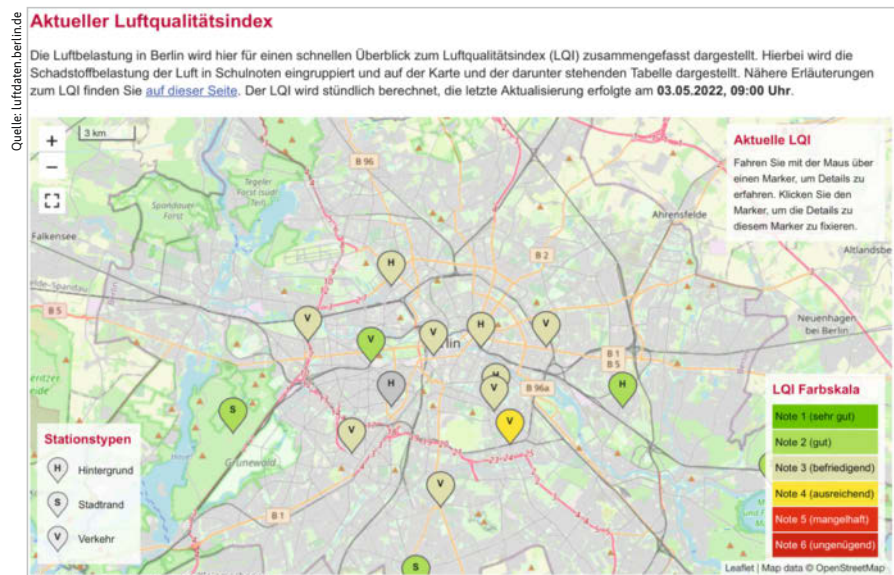 Quelle: luftdaten.berlin.de
Aktueller Luftqualitätsindex
Die Luftbelastung in Berlin wird hier für einen schnellen Überblick zum Luftqualitätsindex (LQI) zusammengefasst dargestellt. Hierbei wird die
Schadstoffbelastung der Luft in Schulnoten eingruppiert und auf der Karte und der darunter stehenden Tabelle dargestellt. Nähere Erläuterungen
zum LQI finden Sie auf dieser Seite. Der LQI wird stündlich berechnet, die letzte Aktualisierung erfolgte am 03.05.2022, 09:00 Uhr.
+
−
3 km
B 96
Tegeler
Forst
Spandauer
Forst
Falkensee
Ahrensfelde
Altlandsbe
B 2
B 5
Neuenhagen
bei Berlin
B 1
B 5
B 96a
Grunewald
B 1
H
V
V
V
H
V
H
H
V
H
S
V
V
V
S
rlin
Aktuelle LQI
Fahren Sie mit der Maus über
einen Marker, um Details zu
erfahren. Klicken Sie den
Marker, um die Details zu
diesem Marker zu fixieren.
Stationstypen
H Hintergrund
S Stadtrand
V Verkehr
LQI Farbskala
Note 1 (sehr gut)
Note 2 (gut)
Note 3 (befriedigend)
Note 4 (ausreichend)
Note 5 (mangelhaft)
Note 6 (ungenügend)
Leaflet | Map data © OpenStreetMap